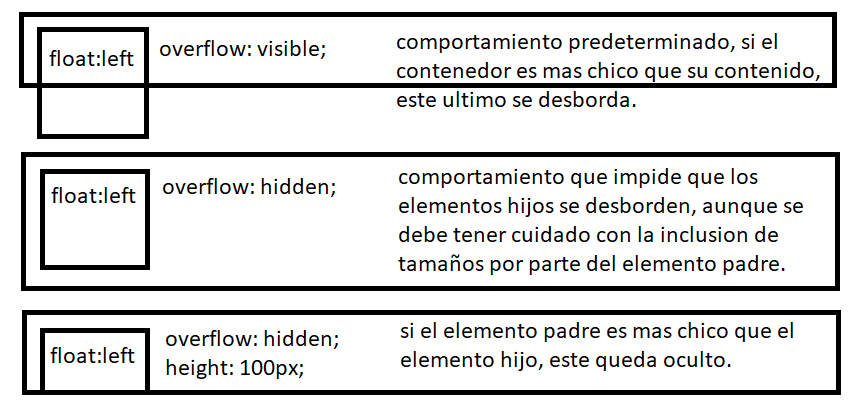 float:left
overflow: visible;
comportamiento predeterminado, si el
contenedor es mas chico que su contenido,
este ultimo se desborda.
float:left
overflow: hidden;
comportamiento que impide que los
elementos hijos se desborden, aunque se
debe tener cuidado con la inclusion de
tamaños por parte del elemento padre.
float:left
overflow: hidden;
height: 100px;
si el elemento padre es mas chico que el
elemento hijo, este queda oculto.